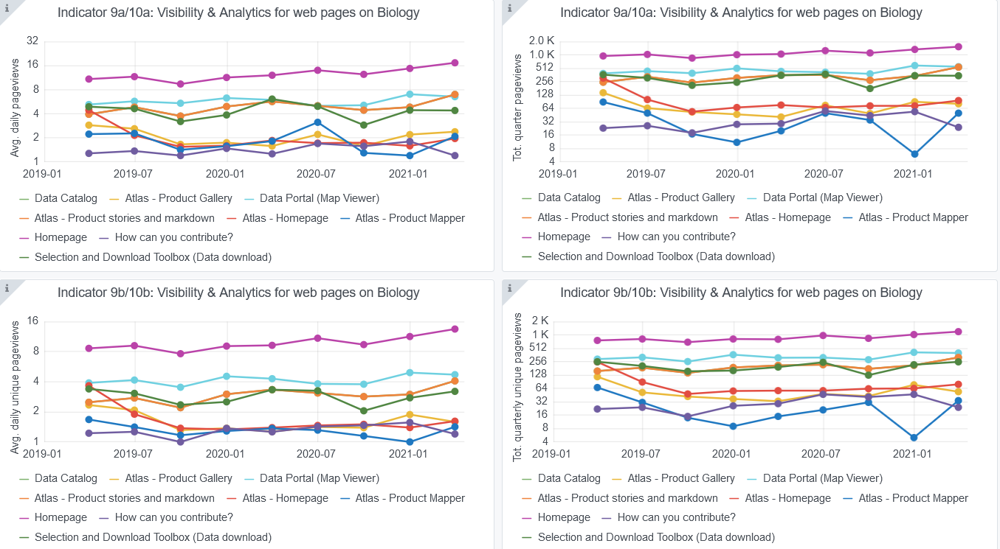 Indicator 9a/10a: Visibility & Analytics for web pages on Biology
Avg. daily pageviews
32
16
8
4
2
1
2019-01 2019-07 2020-01 2020-07 2021-01
Data Catalog Atlas - Product Gallery Data Portal (Map Viewer)
Atlas - Product stories and markdown Atlas - Homepage Atlas - Product Mapper
Homepage How can you contribute?
Selection and Download Toolbox (Data download)
Indicator 9a/10a: Visibility & Analytics for web pages on Biology
Tot. quarter pageviews
2.0 K
1.0 K
512
256
128
64
32
16
8
4
2019-01 2019-07 2020-01 2020-07 2021-01
Data Catalog Atlas - Product Gallery Data Portal (Map Viewer)
Atlas - Product stories and markdown Atlas - Homepage Atlas - Product Mapper
Homepage How can you contribute?
Selection and Download Toolbox (Data download)
Indicator 9b/10b: Visibility & Analytics for web pages on Biology
Avg. daily unique pageviews
16
8
4
2
1
2019-01 2019-07 2020-01 2020-07 2021-01
Data Catalog Atlas - Product Gallery Data Portal (Map Viewer)
Atlas - Product stories and markdown Atlas - Homepage Atlas - Product Mapper
Homepage How can you contribute?
Selection and Download Toolbox (Data download)
Indicator 9b/10b: Visibility & Analytics for web pages on Biology
Tot. quarterly unique pageviews
2 K
1 K
512
256
128
64
32
16
8
4
2019-01 2019-07 2020-01 2020-07 2021-01
Data Catalog Atlas - Product Gallery Data Portal (Map Viewer)
Atlas - Product stories and markdown Atlas - Homepage Atlas - Product Mapper
Homepage How can you contribute?
Selection and Download Toolbox (Data download)